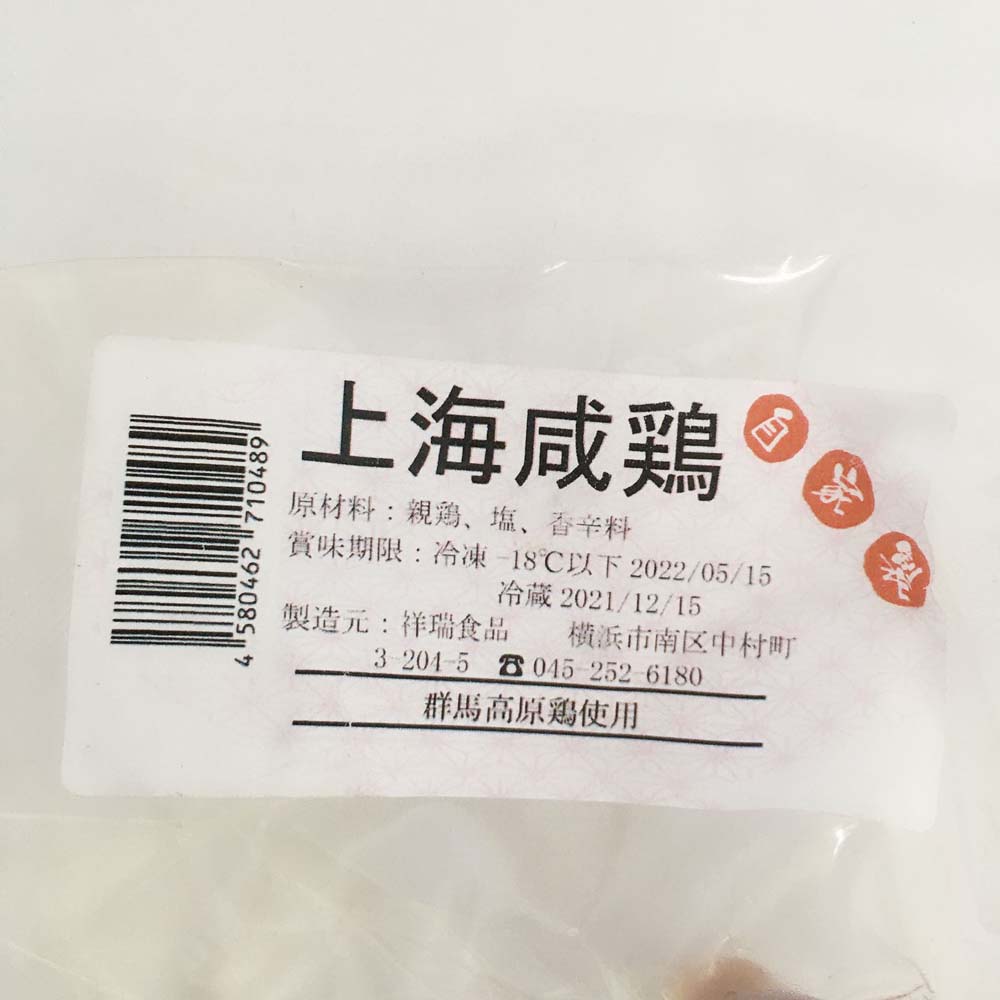 上海咸鶏
自家製
原材料：親鶏、塩、香辛料
賞味期限：冷凍 -18℃以下 2022/05/15
冷蔵 2021/12/15
製造元：祥瑞食品 横浜市南区中村町
3-204-5 ☎045-252-6180
群馬高原鶏使用
4 580462 710489